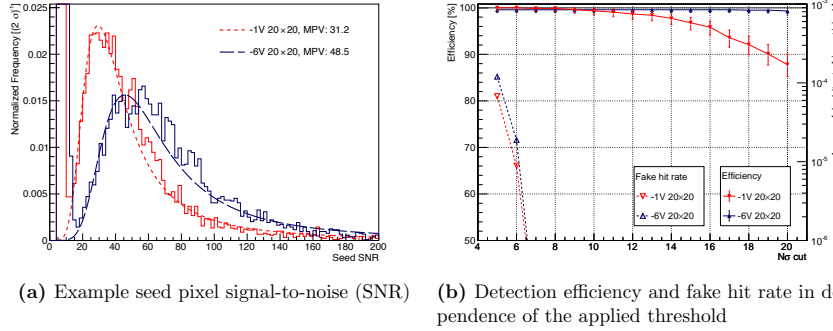 Normalized Frequency [(2 σ)⁻¹]
0.025
0.02
0.015
0.01
0.005
0
-1V 20×20, MPV: 31.2
-6V 20×20, MPV: 48.5
0 20 40 60 80 100 120 140 160 180 200
Seed SNR
(a) Example seed pixel signal-to-noise (SNR)
Efficiency [%]
100
90
80
70
60
50
10⁻³
10⁻⁴
10⁻⁵
10⁻⁶
Fake hit rate
-1V 20×20
-6V 20×20
Efficiency
-1V 20×20
-6V 20×20
4 6 8 10 12 14 16 18 20
Nσ cut
(b) Detection efficiency and fake hit rate in de-
pendence of the applied threshold